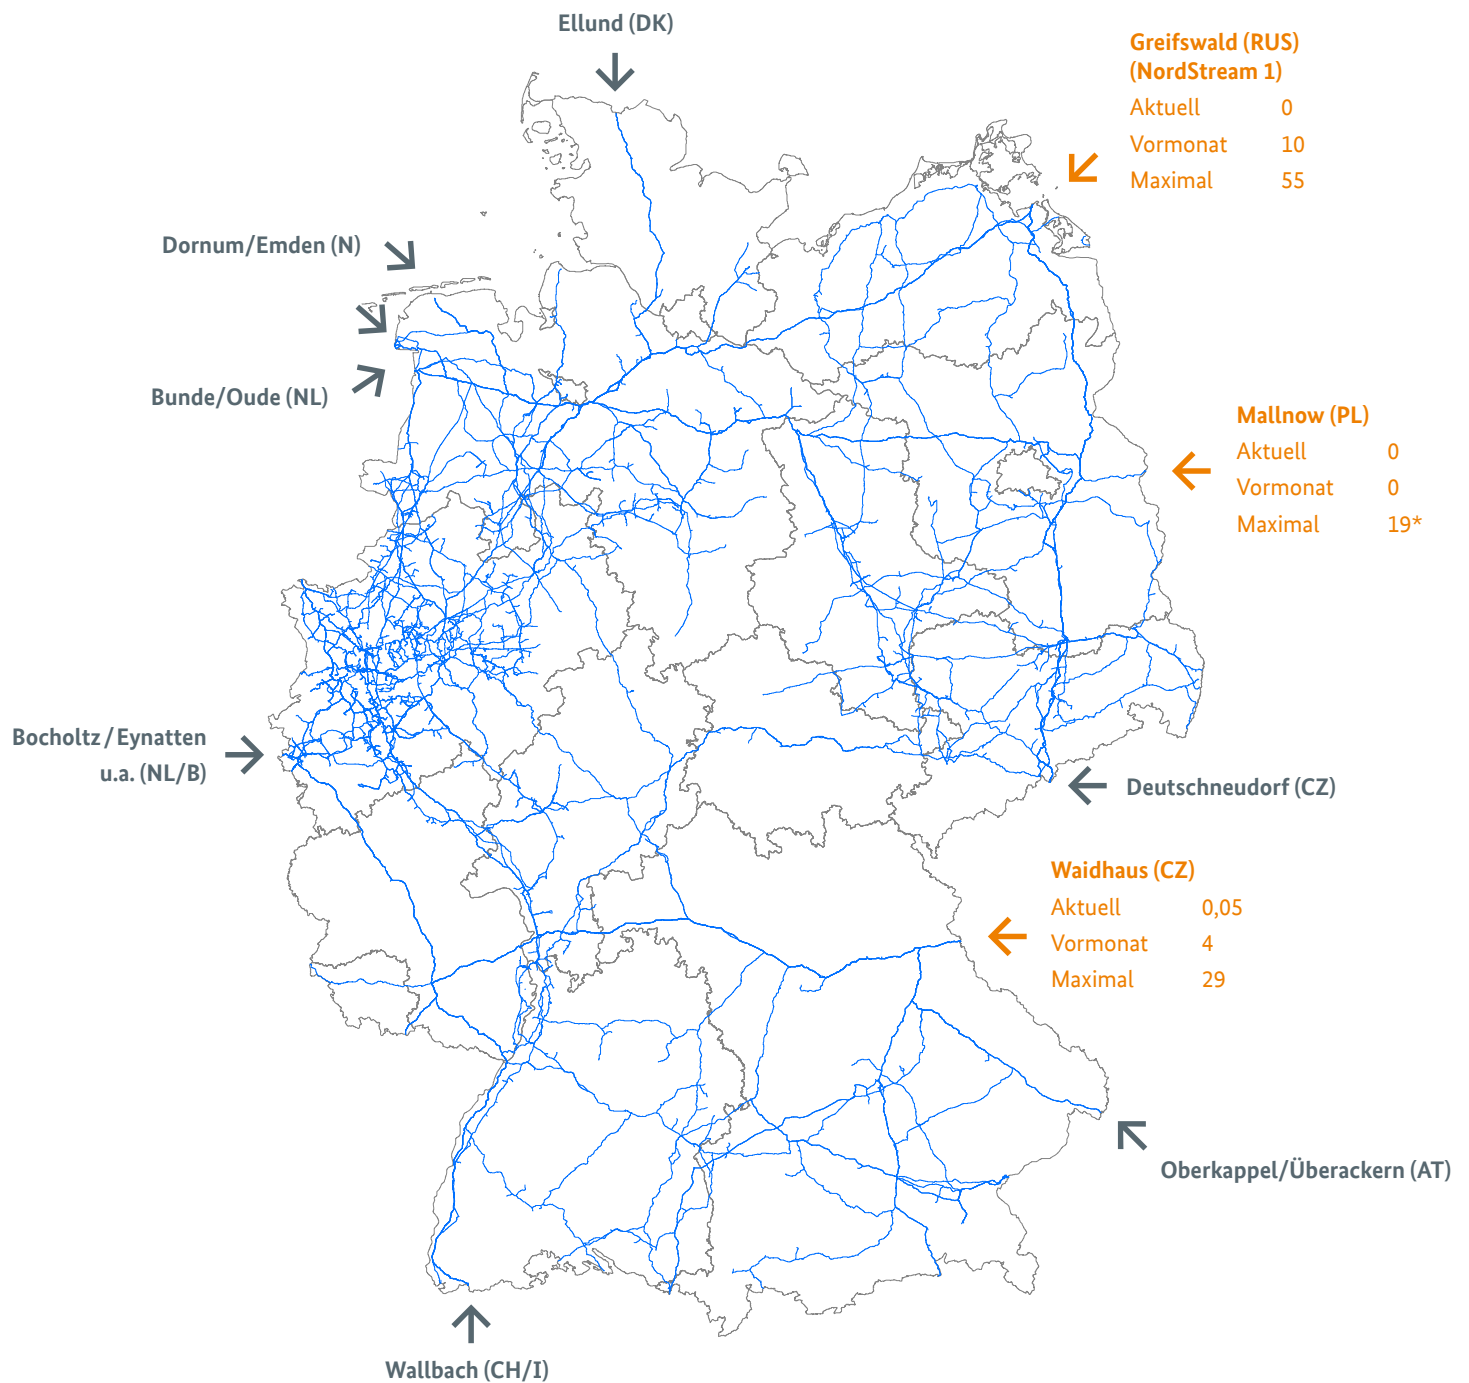 Ellund (DK)
Greifswald (RUS)
(NordStream 1)
Aktuell 0
Vormonat 10
Maximal 55
Dornum/Emden (N)
Bunde/Oude (NL)
Mallnow (PL)
Aktuell 0
Vormonat 0
Maximal 19*
Bocholtz / Eynatten
u.a. (NL/B)
Deutschneudorf (CZ)
Waidhaus (CZ)
Aktuell 0,05
Vormonat 4
Maximal 29
Oberkappel/Überackern (AT)
Wallbach (CH/I)